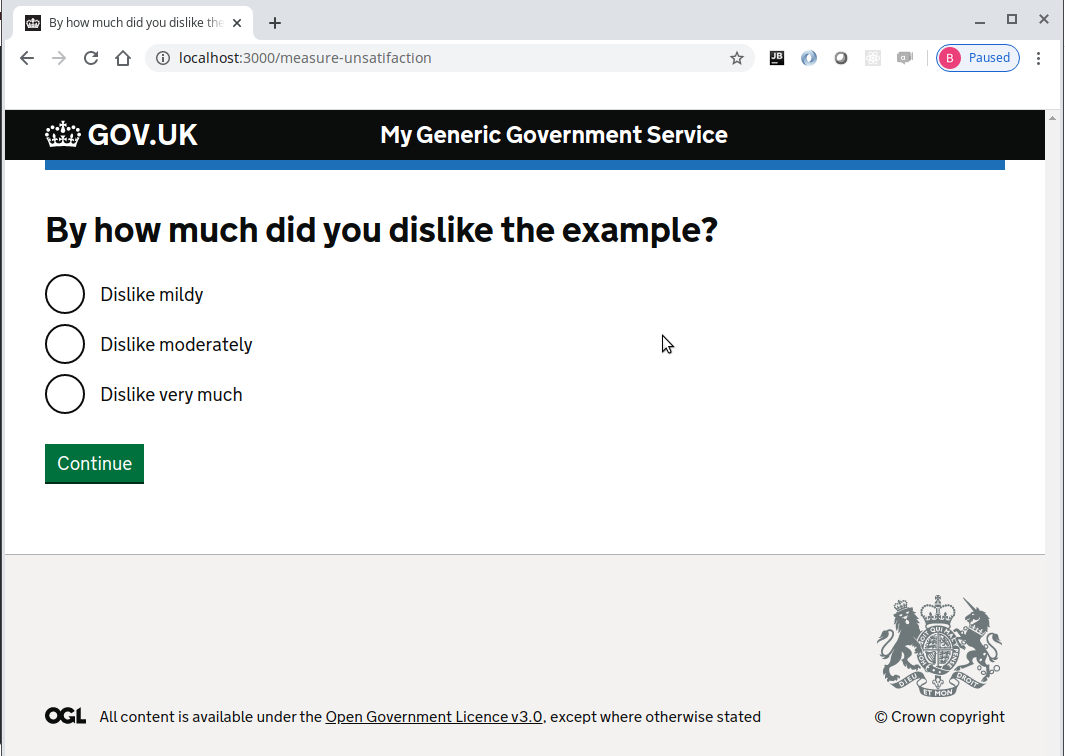 By how much did you dislike the
localhost:3000/measure-unsatifaction
JB
B Paused
GOV.UK My Generic Government Service
By how much did you dislike the example?
Dislike mildy
Dislike moderately
Dislike very much
Continue
DIEU ET MON DROIT
OGL All content is available under the Open Government Licence v3.0, except where otherwise stated
© Crown copyright